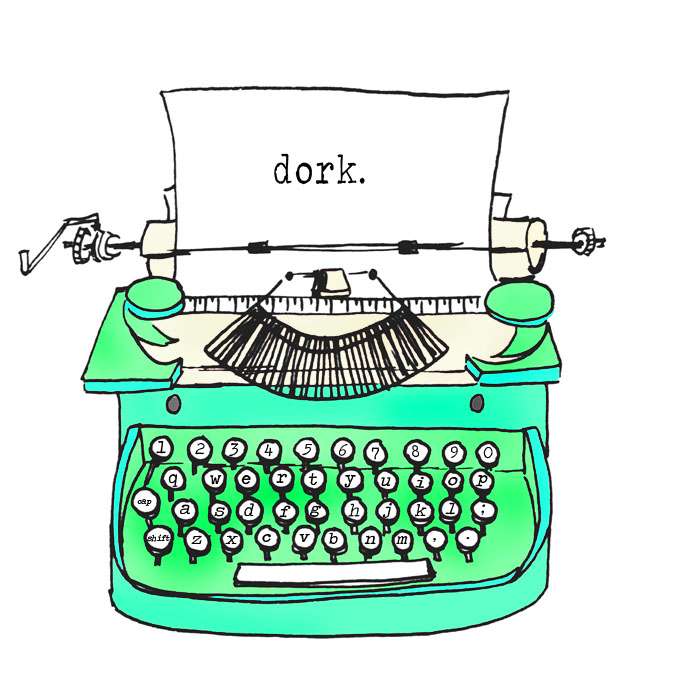 dork.
1 2 3 4 5 6 7 8 9 0
q w e r t y u i o p
cap a s d f g h j k l ;
shift z x c v b n m . .